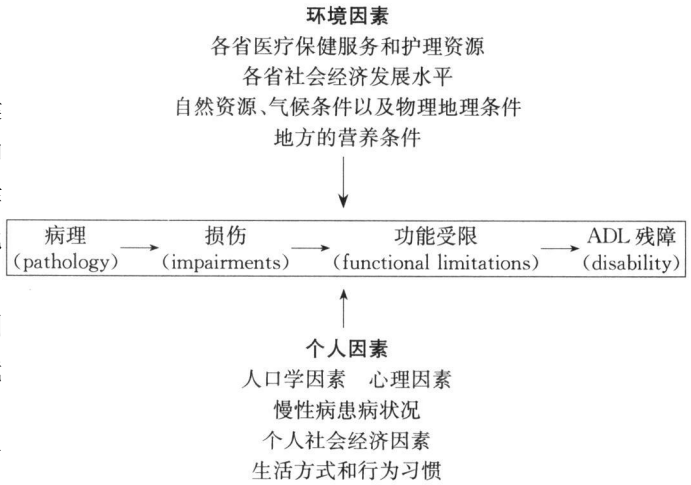 环境因素
各省医疗保健服务和护理资源
各省社会经济发展水平
自然资源、气候条件以及物理地理条件
地方的营养条件
病理 损伤 功能受限 ADL 残障
(pathology) (impairments) (functional limitations) (disability)
个人因素
人口学因素 心理因素
慢性病患病状况
个人社会经济因素
生活方式和行为习惯